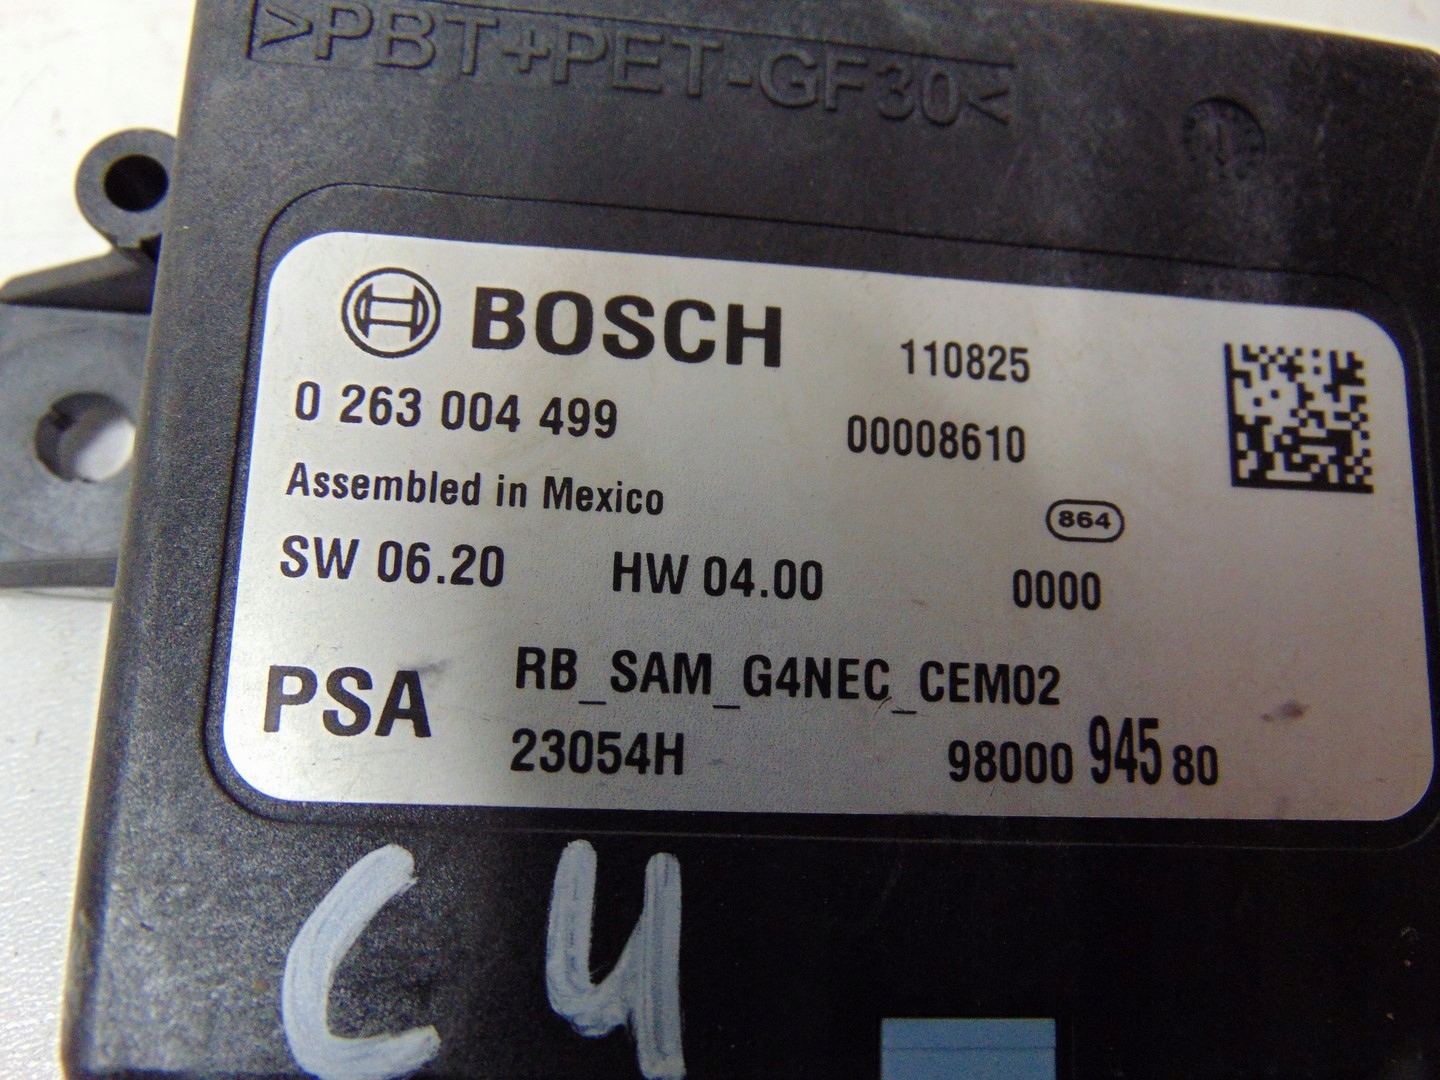 >PBT+PET-GF30<
BOSCH 110825
0 263 004 499 00008610
Assembled in Mexico 864
SW 06.20 HW 04.00 0000
PSA RB_SAM_G4NEC_CEM02
23054H 98000 945 80
C4